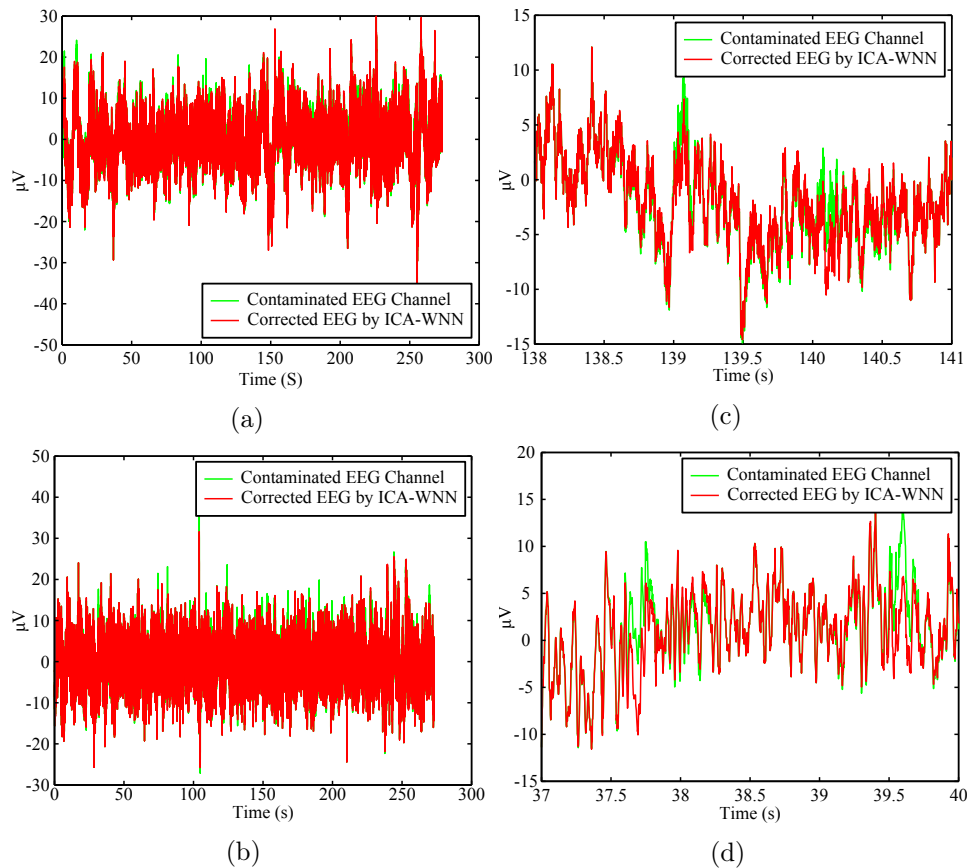 30
20
10
0
-10
-20
-30
-40
-50
µV
0 50 100 150 200 250 300
Time (S)
Contaminated EEG Channel
Corrected EEG by ICA-WNN
(a)
15
10
5
0
-5
-10
-15
µV
138 138.5 139 139.5 140 140.5 141
Time (s)
Contaminated EEG Channel
Corrected EEG by ICA-WNN
(c)
50
40
30
20
10
0
-10
-20
-30
µV
0 50 100 150 200 250 300
Time (s)
Contaminated EEG Channel
Corrected EEG by ICA-WNN
(b)
20
15
10
5
0
-5
-10
-15
µV
37 37.5 38 38.5 39 39.5 40
Time (s)
Contaminated EEG Channel
Corrected EEG by ICA-WNN
(d)